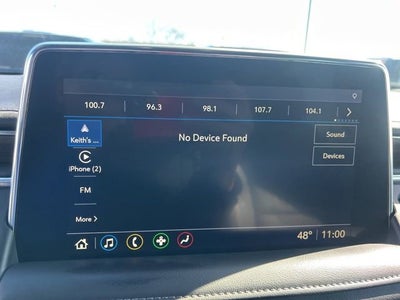 100.7 96.3 98.1 107.7 104.1
No Device Found
Sound
Keith's ...
Devices
iPhone (2)
FM
More
48° 11:00